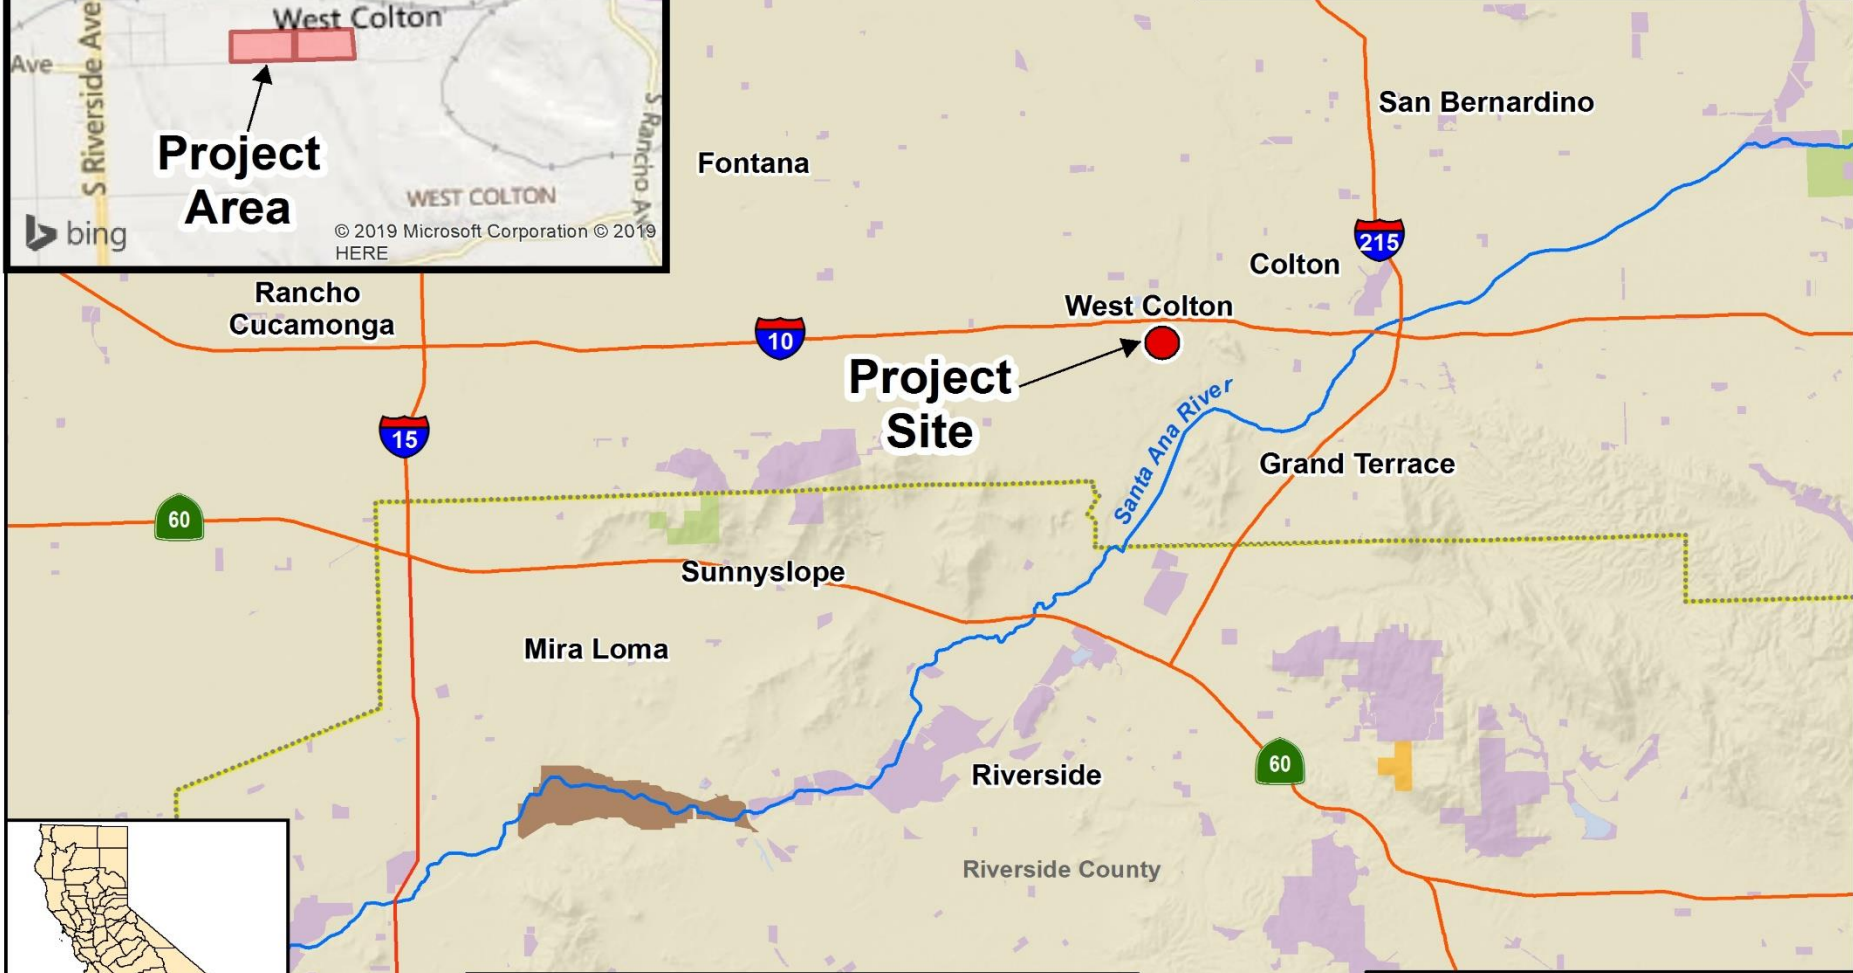 West Colton
Ave
S Riverside Ave
S Rancho Av
Project
Area
WEST COLTON
bing
© 2019 Microsoft Corporation © 2019
HERE
San Bernardino
Fontana
215
Colton
Rancho
Cucamonga
West Colton
10
Project
Site
15
Santa Ana River
Grand Terrace
60
Sunnyslope
Mira Loma
Riverside
60
Riverside County